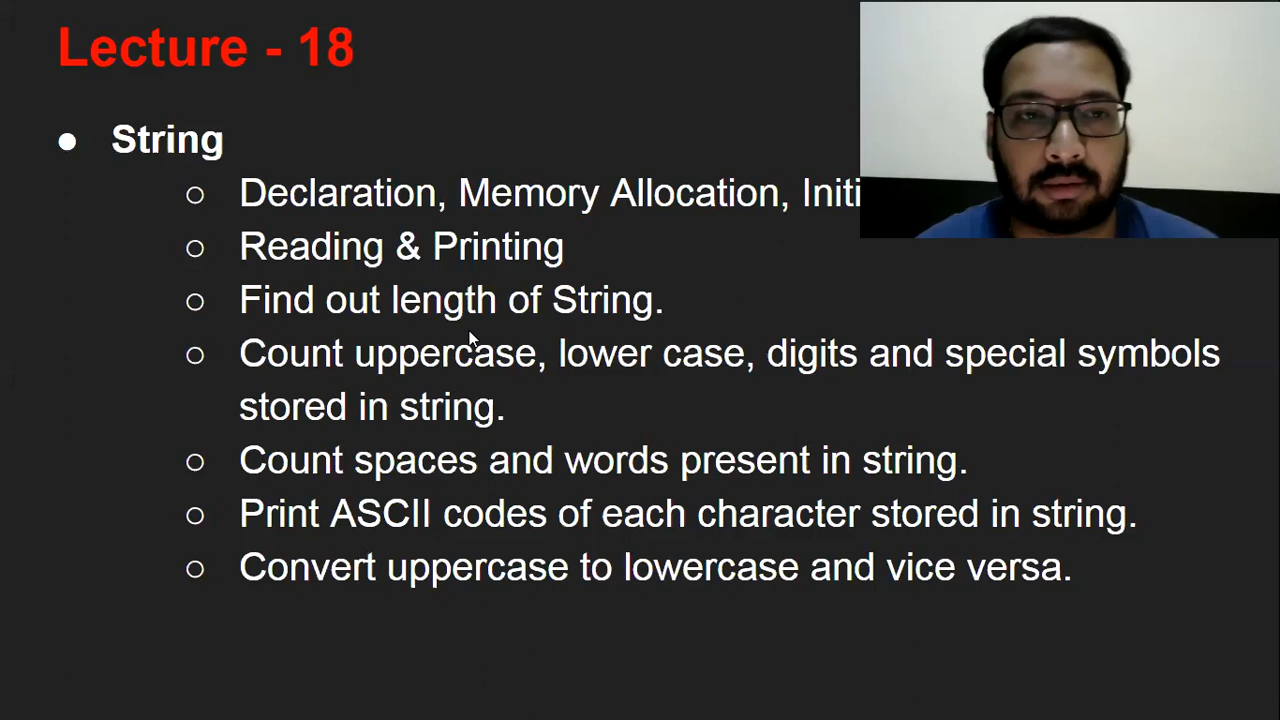 Lecture - 18
● String
○ Declaration, Memory Allocation,
○ Reading & Printing
○ Find out length of String.
○ Count uppercase, lower case, digits and special symbols
stored in string.
○ Count spaces and words present in string.
○ Print ASCII codes of each character stored in string.
○ Convert uppercase to lowercase and vice versa.